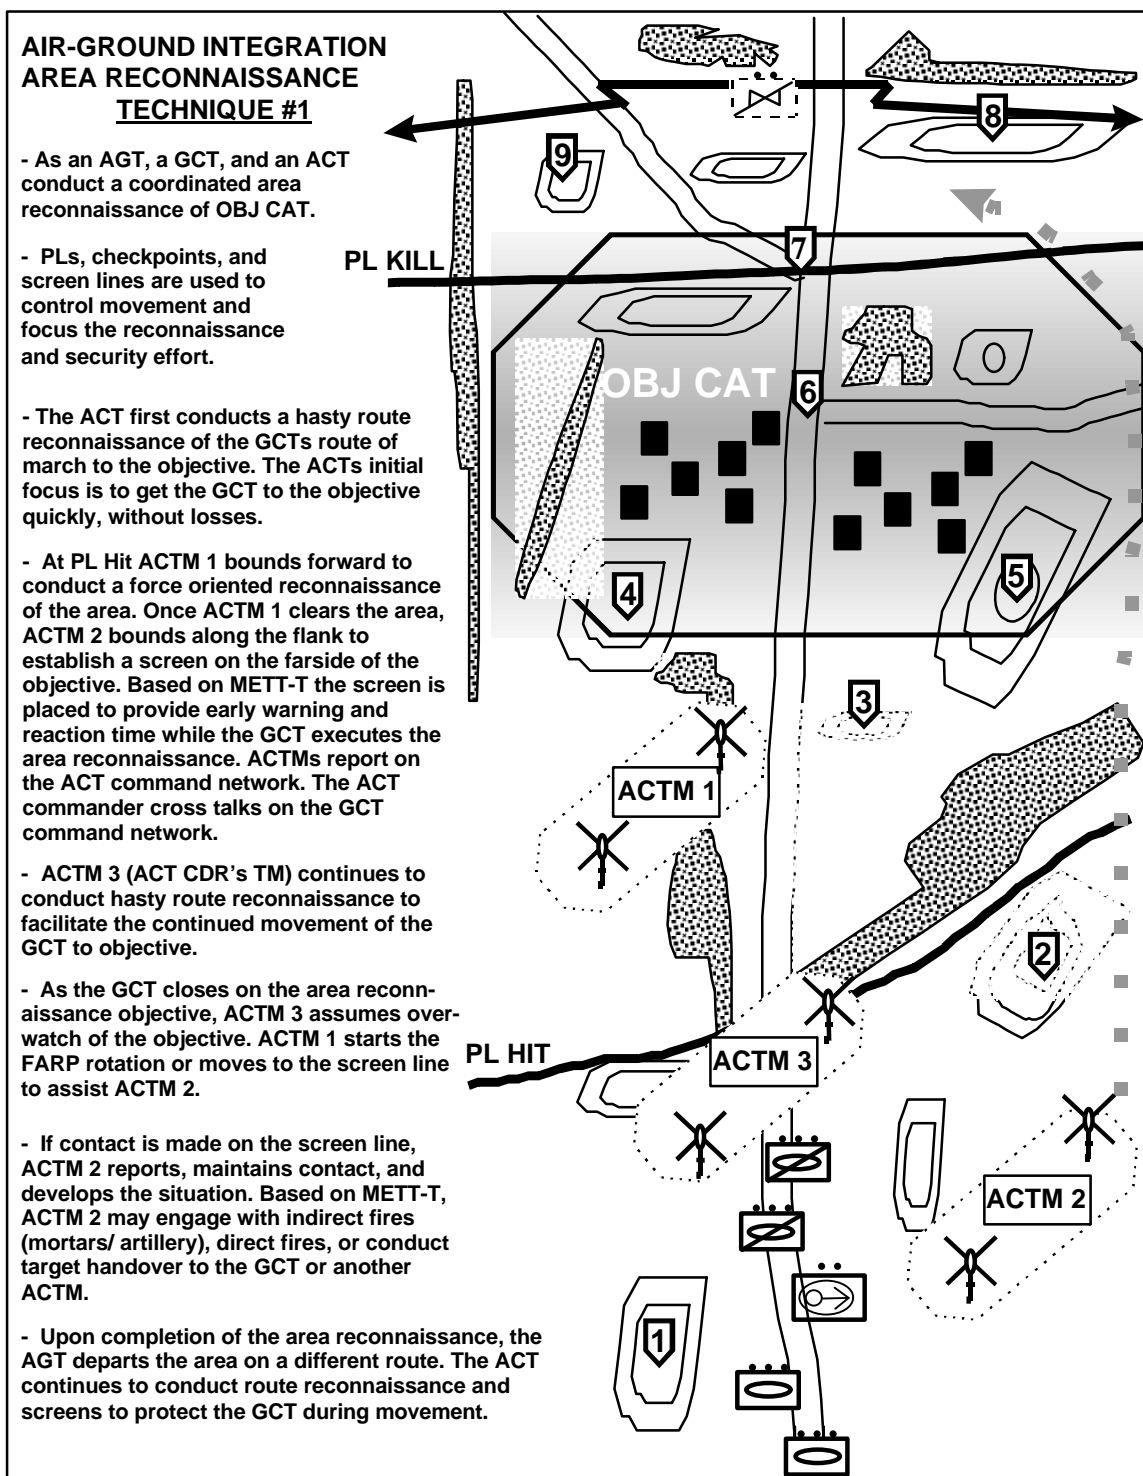 AIR-GROUND INTEGRATION
AREA RECONNAISSANCE
TECHNIQUE #1
- As an AGT, a GCT, and an ACT
conduct a coordinated area
reconnaissance of OBJ CAT.
- PLs, checkpoints, and
screen lines are used to
control movement and
focus the reconnaissance
and security effort.
- The ACT first conducts a hasty route
reconnaissance of the GCTs route of
march to the objective. The ACTs initial
focus is to get the GCT to the objective
quickly, without losses.
- At PL Hit ACTM 1 bounds forward to
conduct a force oriented reconnaissance
of the area. Once ACTM 1 clears the area,
ACTM 2 bounds along the flank to
establish a screen on the farside of the
objective. Based on METT-T the screen is
placed to provide early warning and
reaction time while the GCT executes the
area reconnaissance. ACTMs report on
the ACT command network. The ACT
commander cross talks on the GCT
command network.
- ACTM 3 (ACT CDR's TM) continues to
conduct hasty route reconnaissance to
facilitate the continued movement of the
GCT to objective.
- As the GCT closes on the area reconn-
aissance objective, ACTM 3 assumes over-
watch of the objective. ACTM 1 starts the
FARP rotation or moves to the screen line
to assist ACTM 2.
- If contact is made on the screen line,
ACTM 2 reports, maintains contact, and
develops the situation. Based on METT-T,
ACTM 2 may engage with indirect fires
(mortars/ artillery), direct fires, or conduct
target handover to the GCT or another
ACTM.
- Upon completion of the area reconnaissance, the
AGT departs the area on a different route. The ACT
continues to conduct route reconnaissance and
screens to protect the GCT during movement.
8
9
7
PL KILL
OBJ CAT
6
5
4
3
ACTM 1
2
PL HIT
ACTM 3
ACTM 2
1